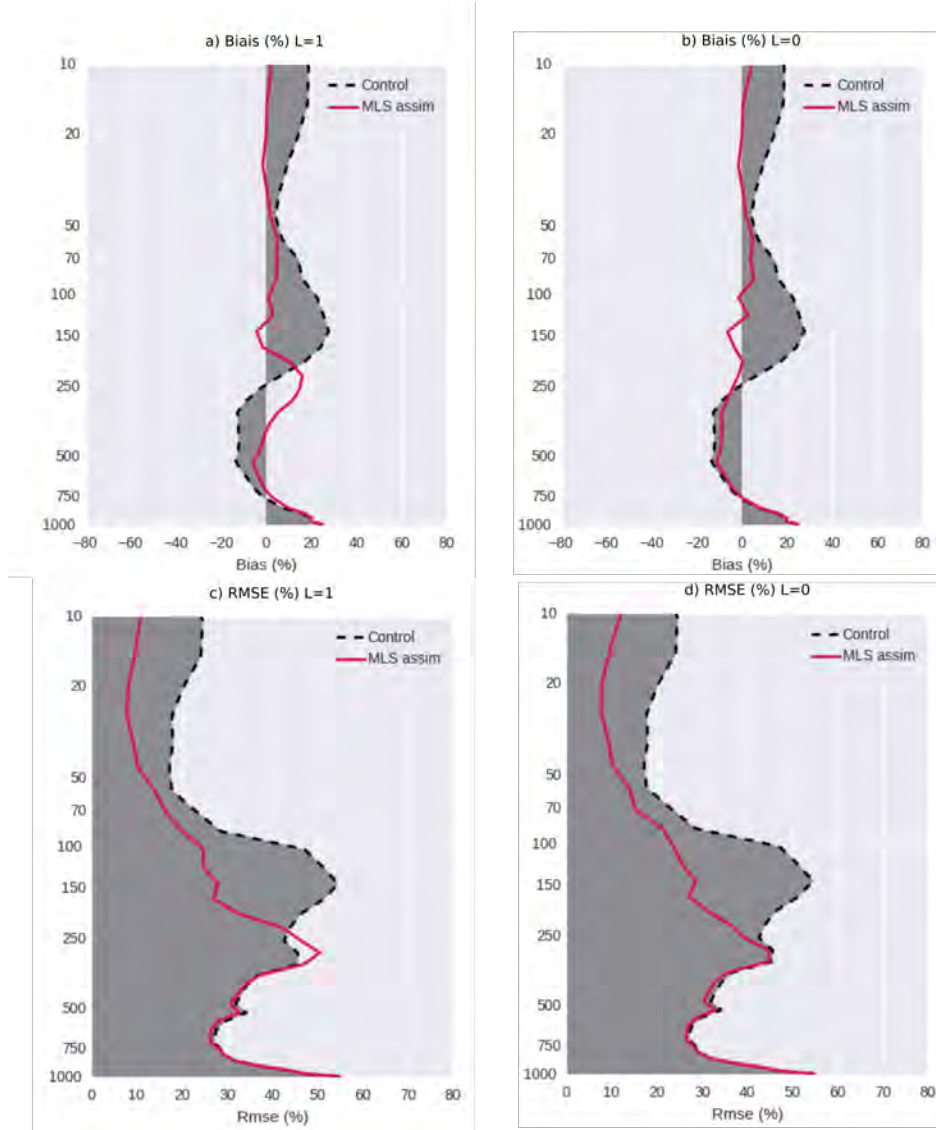 a) Biais (%) L=1
10
20
50
70
100
150
250
500
750
1000
Control
MLS assim
−80 −60 −40 −20 0 20 40 60 80
Bias (%)
b) Biais (%) L=0
10
20
50
70
100
150
250
500
750
1000
Control
MLS assim
−80 −60 −40 −20 0 20 40 60 80
Bias (%)
c) RMSE (%) L=1
10
20
50
70
100
150
250
500
750
1000
Control
MLS assim
0 10 20 30 40 50 60 70 80
Rmse (%)
d) RMSE (%) L=0
10
20
50
70
100
150
250
500
750
1000
Control
MLS assim
0 10 20 30 40 50 60 70 80
Rmse (%)